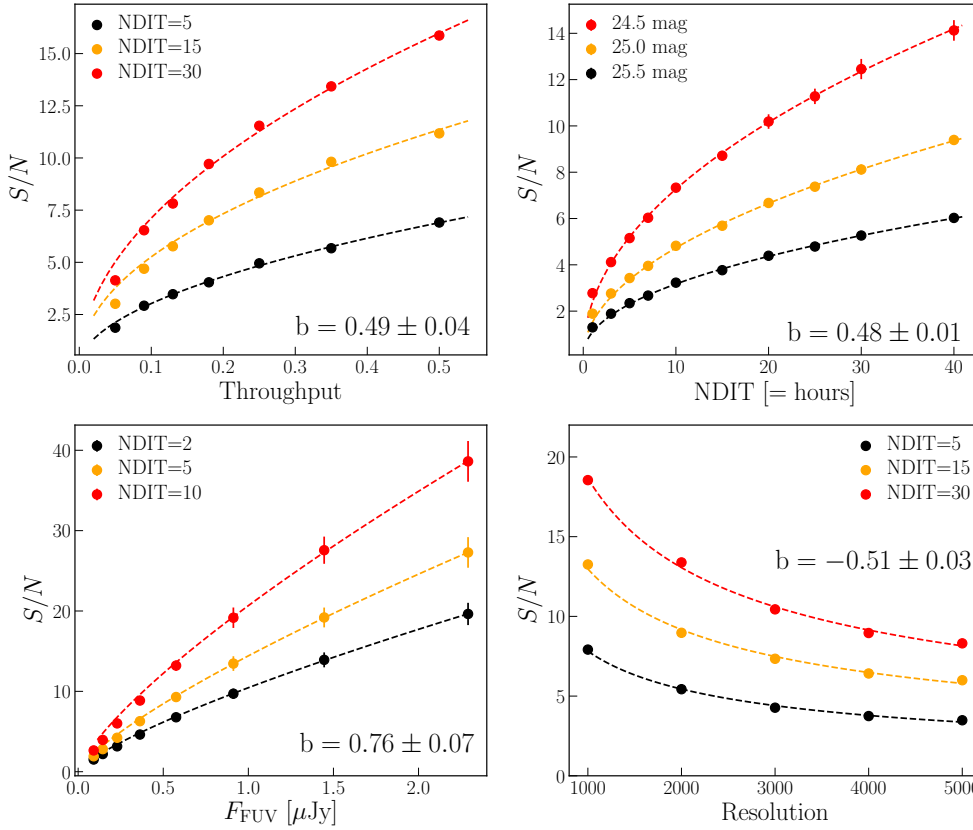 NDIT=5
NDIT=15
NDIT=30
15.0
12.5
10.0
7.5
5.0
2.5
S/N
b = 0.49 ± 0.04
0.0 0.1 0.2 0.3 0.4 0.5
Throughput
24.5 mag
25.0 mag
25.5 mag
14
12
10
8
6
4
2
S/N
b = 0.48 ± 0.01
0 10 20 30 40
NDIT [= hours]
NDIT=2
NDIT=5
NDIT=10
40
30
20
10
0
S/N
b = 0.76 ± 0.07
0.0 0.5 1.0 1.5 2.0
F_FUV [μJy]
NDIT=5
NDIT=15
NDIT=30
20
15
10
5
0
S/N
b = −0.51 ± 0.03
1000 2000 3000 4000 5000
Resolution